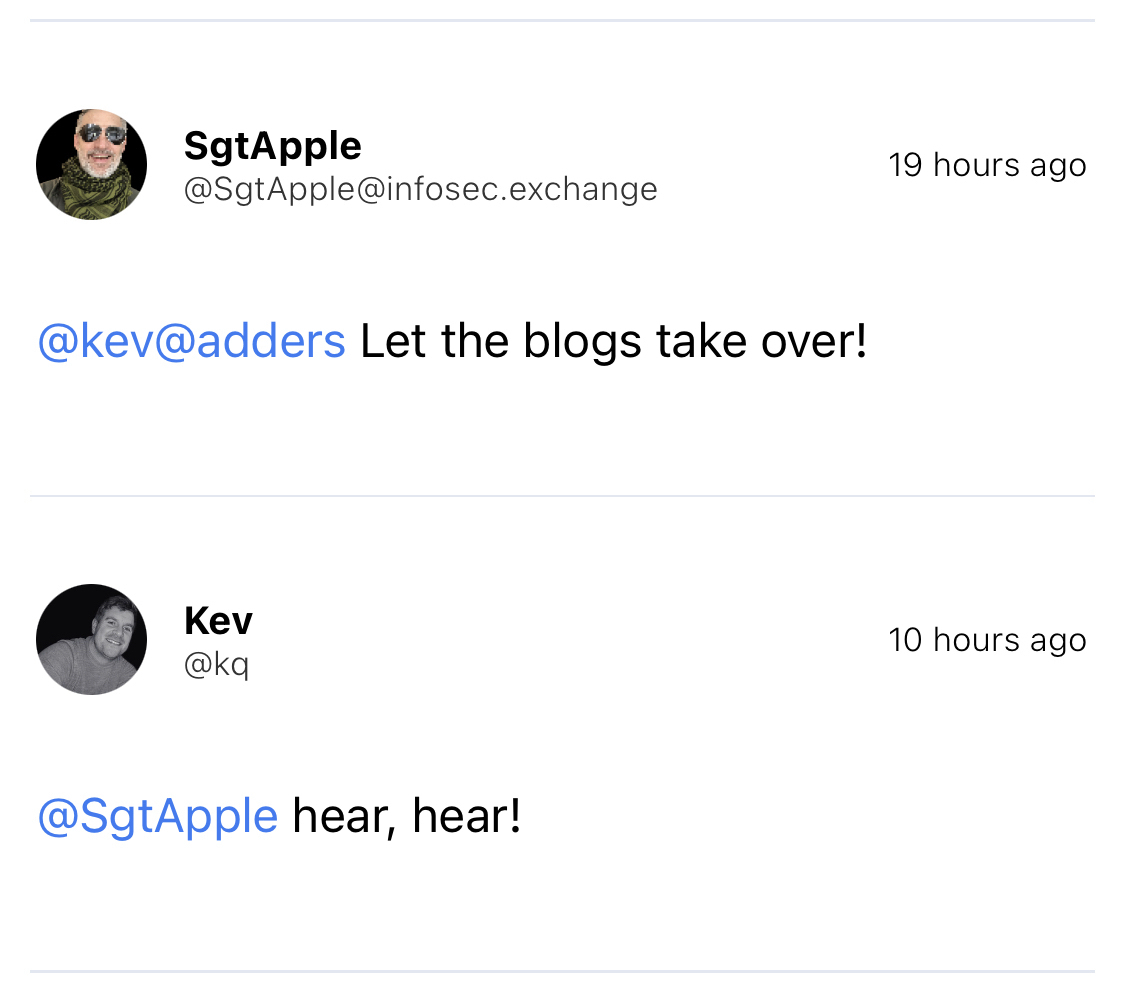 SgtApple
@SgtApple@infosec.exchange
19 hours ago
@kev@adders Let the blogs take over!
Kev
@kq
10 hours ago
@SgtApple hear, hear!